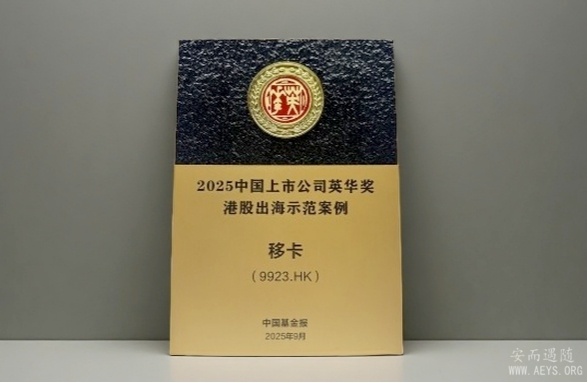 2025中国上市公司英华奖
港股出海示范案例
移卡
(9923.HK)
中国基金报
2025年9月
安而遇随
WWW.AEYS.ORG